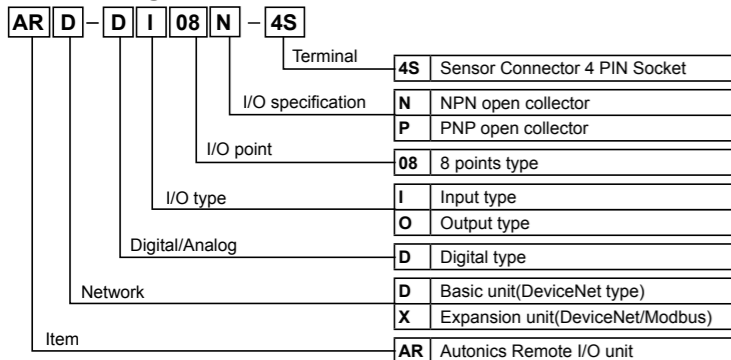 AR D – D I 08 N – 4S
Terminal
4S Sensor Connector 4 PIN Socket
I/O specification
N NPN open collector
P PNP open collector
I/O point
08 8 points type
I/O type
I Input type
O Output type
Digital/Analog
D Digital type
Network
D Basic unit(DeviceNet type)
X Expansion unit(DeviceNet/Modbus)
Item
AR Autonics Remote I/O unit